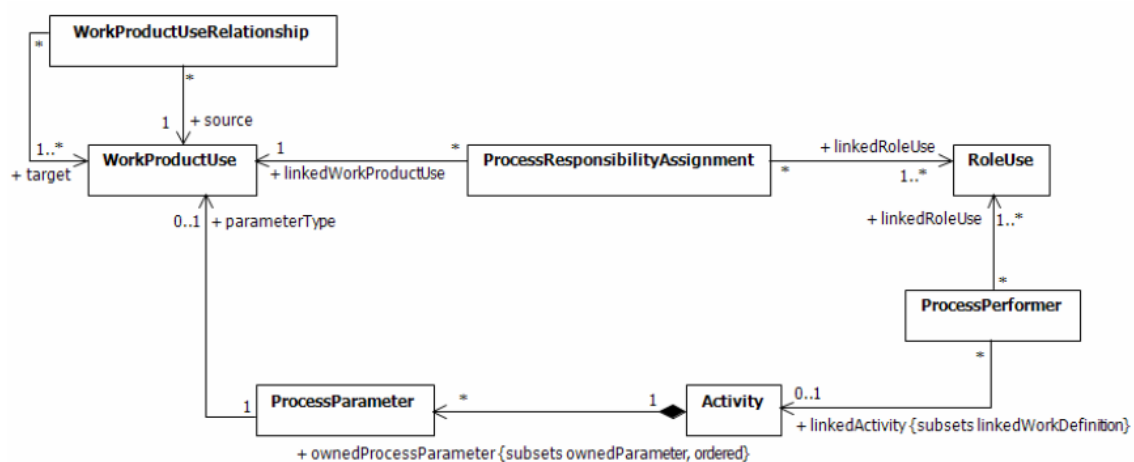 WorkProductUseRelationship
*
*
1
+ source
1..*
+ target
WorkProductUse
1
+ linkedWorkProductUse
*
ProcessResponsibilityAssignment
*
+ linkedRoleUse
1..*
RoleUse
0..1
+ parameterType
+ linkedRoleUse
1..*
*
ProcessPerformer
*
1
ProcessParameter
*
1
Activity
0..1
+ linkedActivity {subsets linkedWorkDefinition}
+ ownedProcessParameter {subsets ownedParameter, ordered}